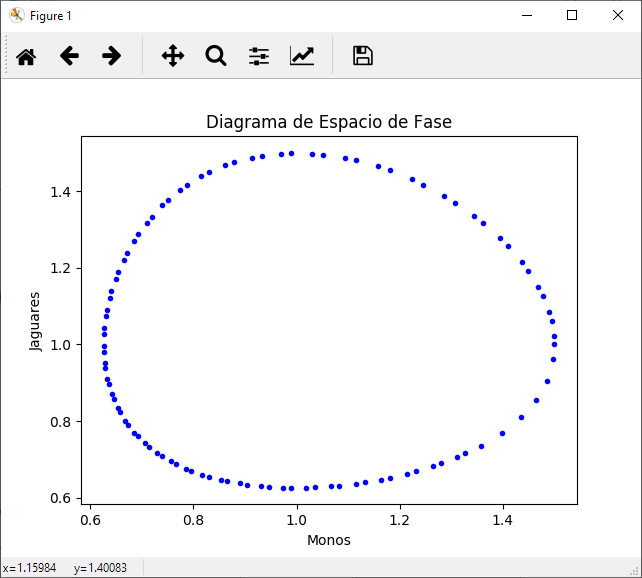 Figure 1
Diagrama de Espacio de Fase
1.4
1.2
1.0
0.8
0.6
Jaguares
0.6 0.8 1.0 1.2 1.4
Monos
x=1.15984 y=1.40083